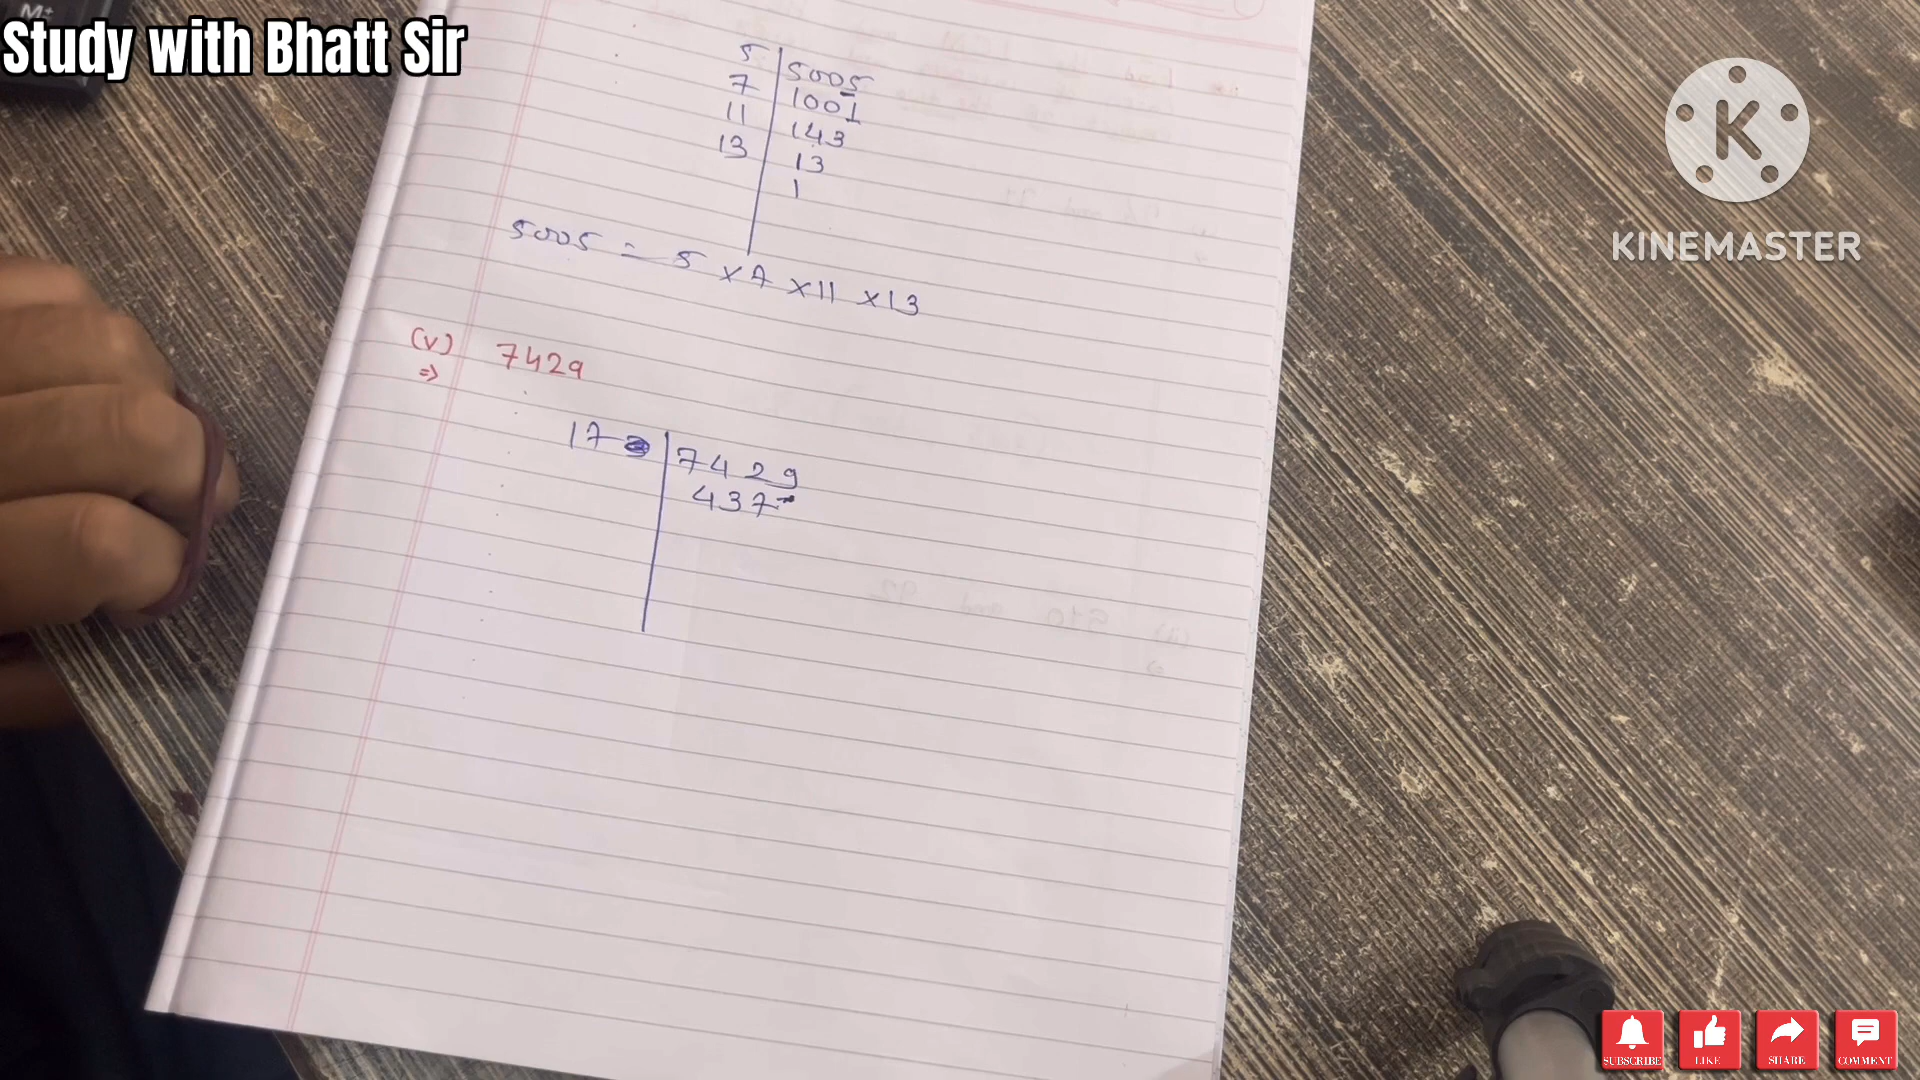 M+
Study with Bhatt Sir
5 5005
7 1001
11 143
13 13
1
5005 = 5 x 7 x 11 x 13
(v) 7429
⇒
17 7429
437
K
KINEMASTER
SUBSCRIBE
LIKE
SHARE
COMMENT